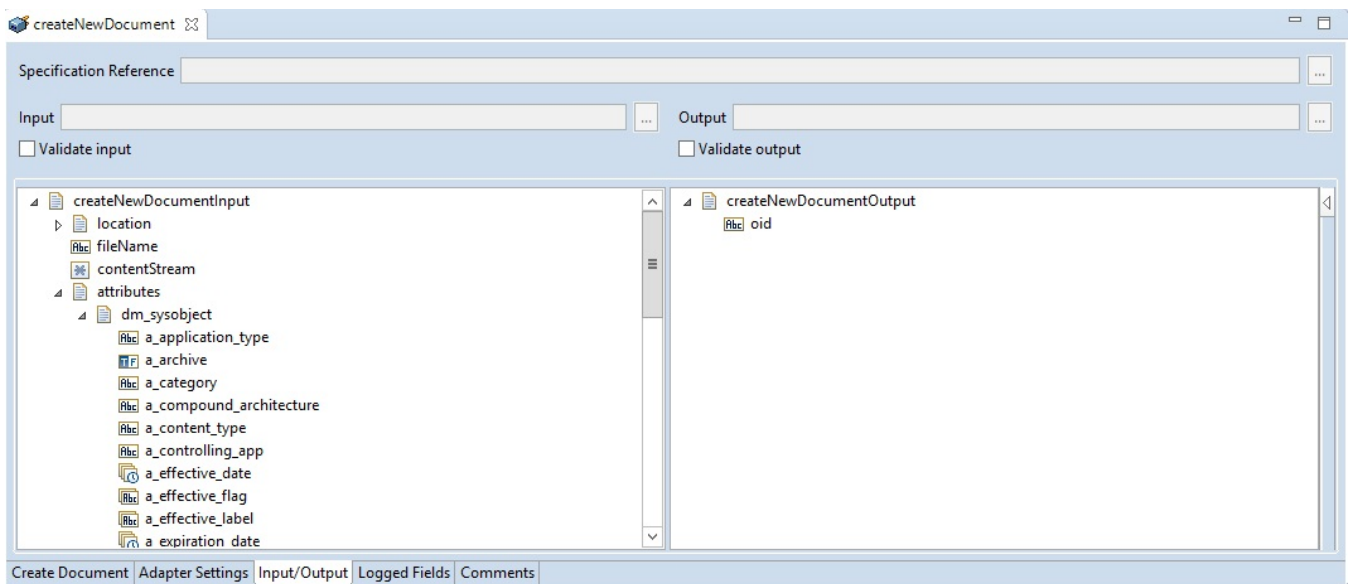 createNewDocument
Specification Reference
...
Input
...
Output
...
Validate input
Validate output
createNewDocumentInput
location
fileName
contentStream
attributes
dm_sysobject
a_application_type
a_archive
a_category
a_compound_architecture
a_content_type
a_controlling_app
a_effective_date
a_effective_flag
a_effective_label
a_expiration_date
createNewDocumentOutput
oid
Create Document Adapter Settings Input/Output Logged Fields Comments